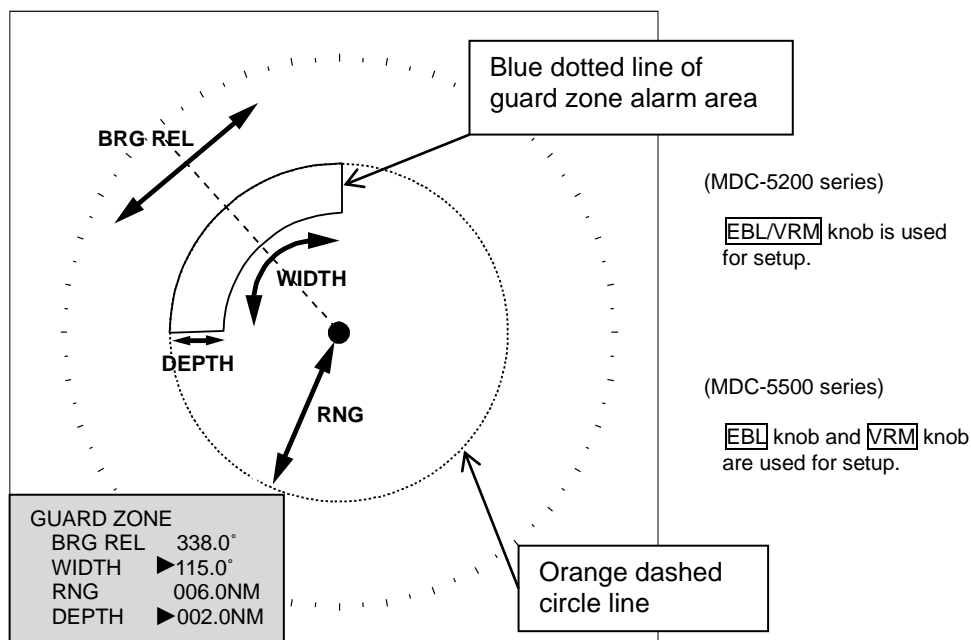 Blue dotted line of
guard zone alarm area
BRG REL
(MDC-5200 series)
EBL/VRM knob is used
for setup.
WIDTH
DEPTH
RNG
(MDC-5500 series)
EBL knob and VRM knob
are used for setup.
GUARD ZONE
BRG REL 338.0°
WIDTH ▶115.0°
RNG 006.0NM
DEPTH ▶002.0NM
Orange dashed
circle line